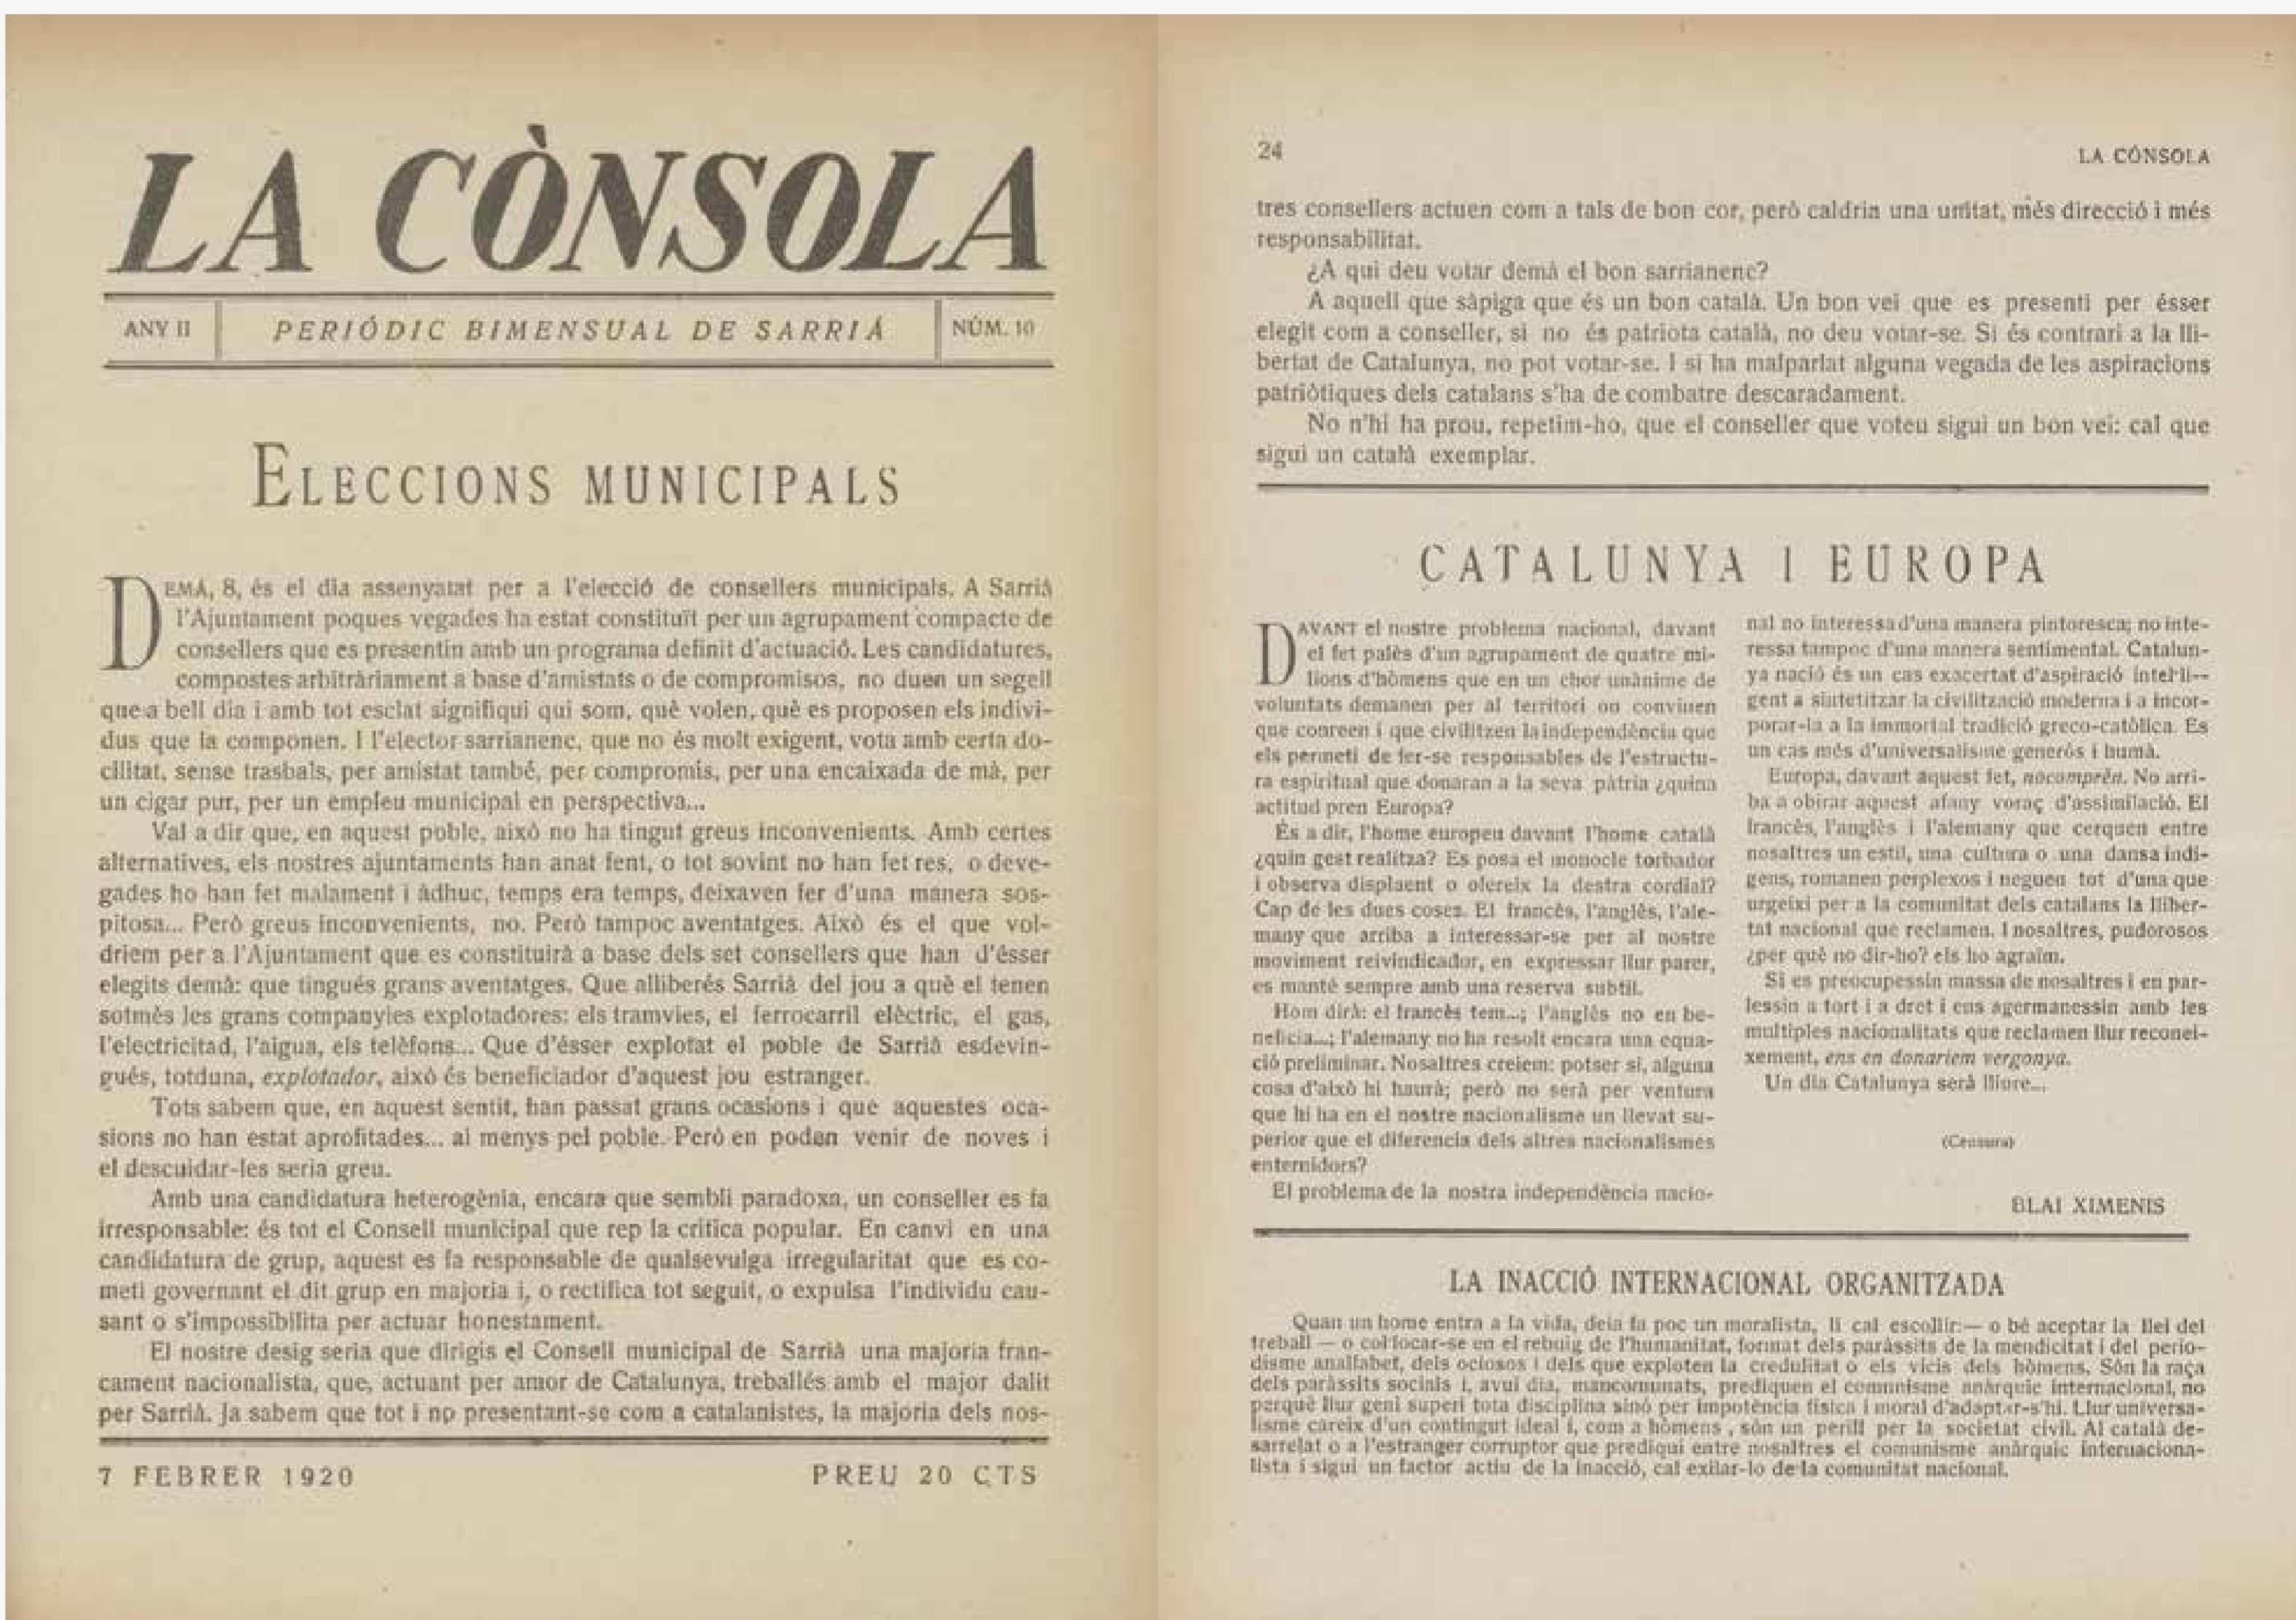 LA CÒNSOLA
ANY II
PERIÓDIC BIMENSUAL DE SARRIÁ
NÚM. 10
ELECCIONS MUNICIPALS
DEMÁ, 8, és el dia assenyalat per a l'elecció de consellers municipals. A Sarrià
l'Ajuntament poques vegades ha estat constituït per un agrupament compacte de
consellers que es presentin amb un programa definit d'actuació. Les candidatures,
compostes arbitràriament a base d'amistats o de compromisos, no duen un segell
que a bell dia i amb tot esclat signifiqui qui som, què volen, què es proposen els indivi-
dus que la componen. I l'elector sarrianenc, que no és molt exigent, vota amb certa do-
cilitat, sense trasbals, per amistat també, per compromis, per una encaixada de mà, per
un cigar pur, per un empleu municipal en perspectiva...
Val a dir que, en aquest poble, això no ha tingut greus inconvenients. Amb certes
alternatives, els nostres ajuntaments han anat fent, o tot sovint no han fet res, o deve-
gades ho han fet malament i àdhuc, temps era temps, deixaven fer d'una manera sos-
pitosa... Però greus inconvenients, no. Però tampoc aventatges. Això és el que vol-
driem per a l'Ajuntament que es constituirà a base dels set consellers que han d'ésser
elegits demà: que tingués grans aventatges. Que alliberés Sarrià del jou a què el tenen
sotmès les grans companyies explotadores: els tramvies, el ferrocarril elèctric, el gas,
l'electricitad, l'aigua, els telèfons... Que d'ésser explotat el poble de Sarrià esdevin-
gués, totduna, explotador, això és beneficiador d'aquest jou estranger.
Tots sabem que, en aquest sentit, han passat grans ocasions i que aquestes oca-
sions no han estat aprofitades... al menys pel poble. Però en poden venir de noves i
el descuidar-les seria greu.
Amb una candidatura heterogènia, encara que sembli paradoxa, un conseller es fa
irresponsable: és tot el Consell municipal que rep la critica popular. En canvi en una
candidatura de grup, aquest es fa responsable de qualsevulga irregularitat que es co-
meti governant el dit grup en majoria i, o rectifica tot seguit, o expulsa l'individu cau-
sant o s'impossibilita per actuar honestament.
El nostre desig seria que dirigis el Consell municipal de Sarrià una majoria fran-
cament nacionalista, que, actuant per amor de Catalunya, treballés amb el major dalit
per Sarrià. Ja sabem que tot i no presentant-se com a catalanistes, la majoria dels nos-
7 FEBRER 1920
PREU 20 CTS
24
LA CÓNSOLA
tres consellers actuen com a tals de bon cor, però caldria una unitat, més direcció i més
responsabilitat.
¿A qui deu votar demà el bon sarrianenc?
A aquell que sàpiga que és un bon català. Un bon vei que es presenti per ésser
elegit com a conseller, si no és patriota català, no deu votar-se. Si és contrari a la lli-
bertat de Catalunya, no pot votar-se. I si ha malparlat alguna vegada de les aspiracions
patriòtiques dels catalans s'ha de combatre descaradament.
No n'hi ha prou, repetim-ho, que el conseller que voteu sigui un bon vei: cal que
sigui un català exemplar.
CATALUNYA I EUROPA
DAVANT el nostre problema nacional, davant
el fet palès d'un agrupament de quatre mi-
lions d'hòmens que en un chor unànime de
voluntats demanen per al territori on conviuen
que conreen i que civilitzen la independència que
els permeti de fer-se responsables de l'estructu-
ra espiritual que donaran a la seva pàtria ¿quina
actitud pren Europa?
És a dir, l'home europeu davant l'home català
¿quin gest realitza? Es posa el monocle torbador
i observa displaent o ofereix la destra cordial?
Cap de les dues coses. El francès, l'anglès, l'ale-
many que arriba a interessar-se per al nostre
moviment reivindicador, en expressar llur parer,
es manté sempre amb una reserva subtil.
Hom dirà: el francès tem...; l'anglès no en be-
neficia...; l'alemany no ha resolt encara una equa-
ció preliminar. Nosaltres creiem: potser si, alguna
cosa d'això hi haurà; però no serà per ventura
que hi ha en el nostre nacionalisme un llevat su-
perior que el diferencia dels altres nacionalismes
enternidors?
El problema de la nostra independència nacio-
nal no interessa d'una manera pintoresca; no inte-
ressa tampoc d'una manera sentimental. Catalun-
ya nació és un cas exacertat d'aspiració intel·li--
gent a sintetitzar la civilització moderna i a incor-
porar-la a la immortal tradició greco-catòlica. Es
un cas més d'universalisme generós i humà.
Europa, davant aquest fet, nocomprèn. No arri-
ba a obirar aquest afany voraç d'assimilació. El
francès, l'anglès i l'alemany que cerquen entre
nosaltres un estil, una cultura o una dansa indi-
gens, romanen perplexos i neguen tot d'una que
urgeixi per a la comunitat dels catalans la lliber-
tat nacional que reclamen. I nosaltres, pudorosos
¿per què no dir-ho? els ho agraïm.
Si es preocupessin massa de nosaltres i en par-
lessin a tort i a dret i ens agermanessin amb les
multiples nacionalitats que reclamen llur reconei-
xement, ens en donariem vergonya.
Un dia Catalunya serà lliure...
(Censura)
BLAI XIMENIS
LA INACCIÓ INTERNACIONAL ORGANITZADA
Quan un home entra a la vida, deia fa poc un moralista, li cal escollir:— o bé aceptar la llei del
treball — o col·locar-se en el rebuig de l'humanitat, format dels paràssits de la mendicitat i del perio-
disme analfabet, dels ociosos i dels que exploten la credulitat o els vicis dels hòmens. Són la raça
dels paràssits socials i, avui dia, mancomunats, prediquen el comunisme anàrquic internacional, no
perquè llur geni superi tota disciplina sinó per impotència física i moral d'adaptar-s'hi. Llur universa-
lisme careix d'un contingut ideal i, com a hòmens , són un perill per la societat civil. Al català de-
sarrelat o a l'estranger corruptor que prediqui entre nosaltres el comunisme anàrquic internaciona-
lista i sigui un factor actiu de la inacció, cal exilar-lo de la comunitat nacional.